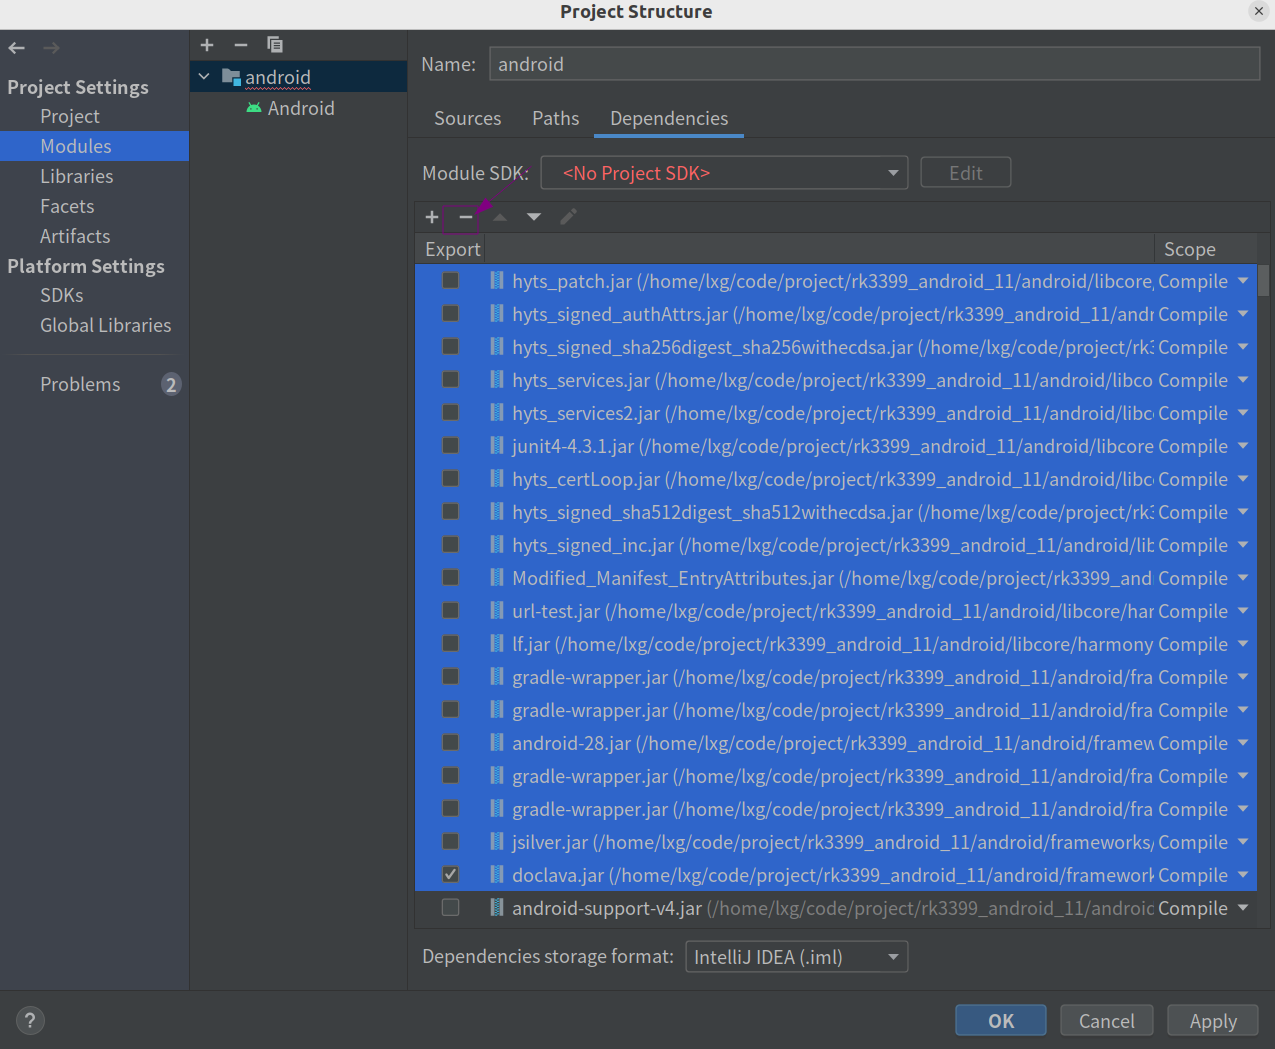 Project Structure
Project Settings
Project
Modules
Libraries
Facets
Artifacts
Platform Settings
SDKs
Global Libraries
Problems 2
android
Android
Name: android
Sources Paths Dependencies
Module SDK: <No Project SDK> Edit
Export Scope
hyts_patch.jar (/home/lxg/code/project/rk3399_android_11/android/libcore, Compile
hyts_signed_authAttrs.jar (/home/lxg/code/project/rk3399_android_11/andr Compile
hyts_signed_sha256digest_sha256withecdsa.jar (/home/lxg/code/project/rk3 Compile
hyts_services.jar (/home/lxg/code/project/rk3399_android_11/android/libco Compile
hyts_services2.jar (/home/lxg/code/project/rk3399_android_11/android/libc Compile
junit4-4.3.1.jar (/home/lxg/code/project/rk3399_android_11/android/libcore Compile
hyts_certLoop.jar (/home/lxg/code/project/rk3399_android_11/android/libc Compile
hyts_signed_sha512digest_sha512withecdsa.jar (/home/lxg/code/project/rk3 Compile
hyts_signed_inc.jar (/home/lxg/code/project/rk3399_android_11/android/lib Compile
Modified_Manifest_EntryAttributes.jar (/home/lxg/code/project/rk3399_and Compile
url-test.jar (/home/lxg/code/project/rk3399_android_11/android/libcore/har Compile
lf.jar (/home/lxg/code/project/rk3399_android_11/android/libcore/harmony Compile
gradle-wrapper.jar (/home/lxg/code/project/rk3399_android_11/android/fra Compile
gradle-wrapper.jar (/home/lxg/code/project/rk3399_android_11/android/fra Compile
android-28.jar (/home/lxg/code/project/rk3399_android_11/android/framew Compile
gradle-wrapper.jar (/home/lxg/code/project/rk3399_android_11/android/fra Compile
gradle-wrapper.jar (/home/lxg/code/project/rk3399_android_11/android/fra Compile
jsilver.jar (/home/lxg/code/project/rk3399_android_11/android/frameworks/ Compile
doclava.jar (/home/lxg/code/project/rk3399_android_11/android/framework Compile
android-support-v4.jar (/home/lxg/code/project/rk3399_android_11/android Compile
Dependencies storage format: IntelliJ IDEA (.iml)
? OK Cancel Apply